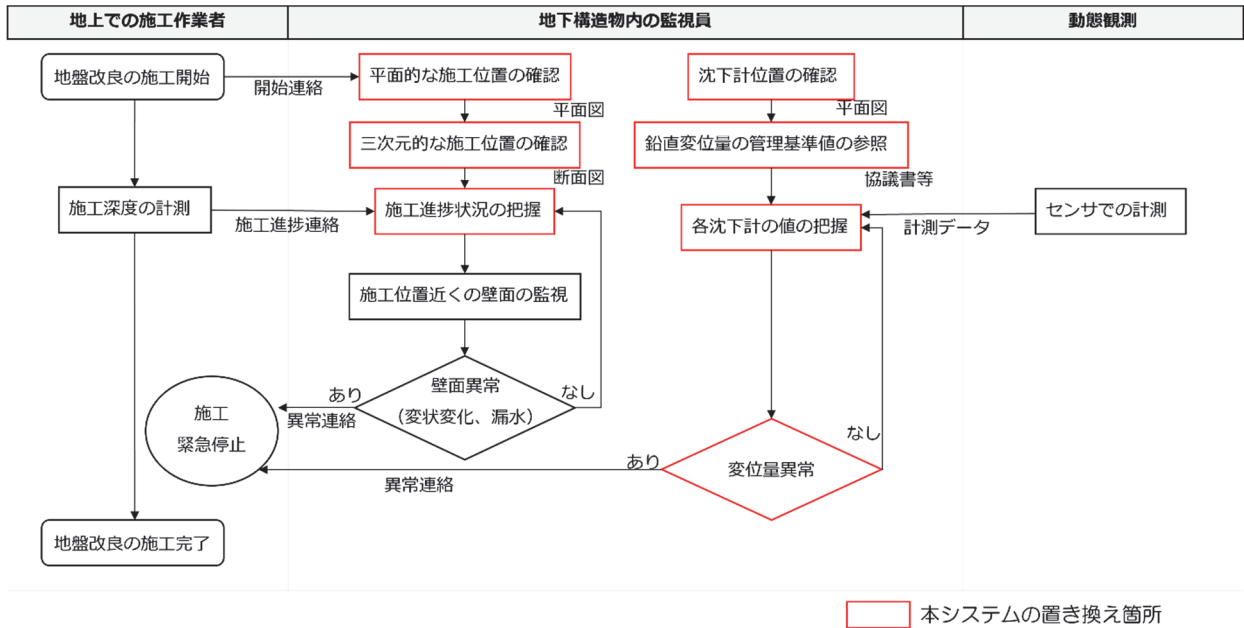 地上での施工作業者
地下構造物内の監視員
動態観測
地盤改良の施工開始
開始連絡
平面的な施工位置の確認
平面図
三次元的な施工位置の確認
断面図
施工深度の計測
施工進捗連絡
施工進捗状況の把握
施工位置近くの壁面の監視
壁面異常
（変状変化、漏水）
あり
なし
異常連絡
施工
緊急停止
沈下計位置の確認
平面図
鉛直変位量の管理基準値の参照
協議書等
各沈下計の値の把握
計測データ
センサでの計測
変位量異常
あり
なし
異常連絡
地盤改良の施工完了
本システムの置き換え箇所